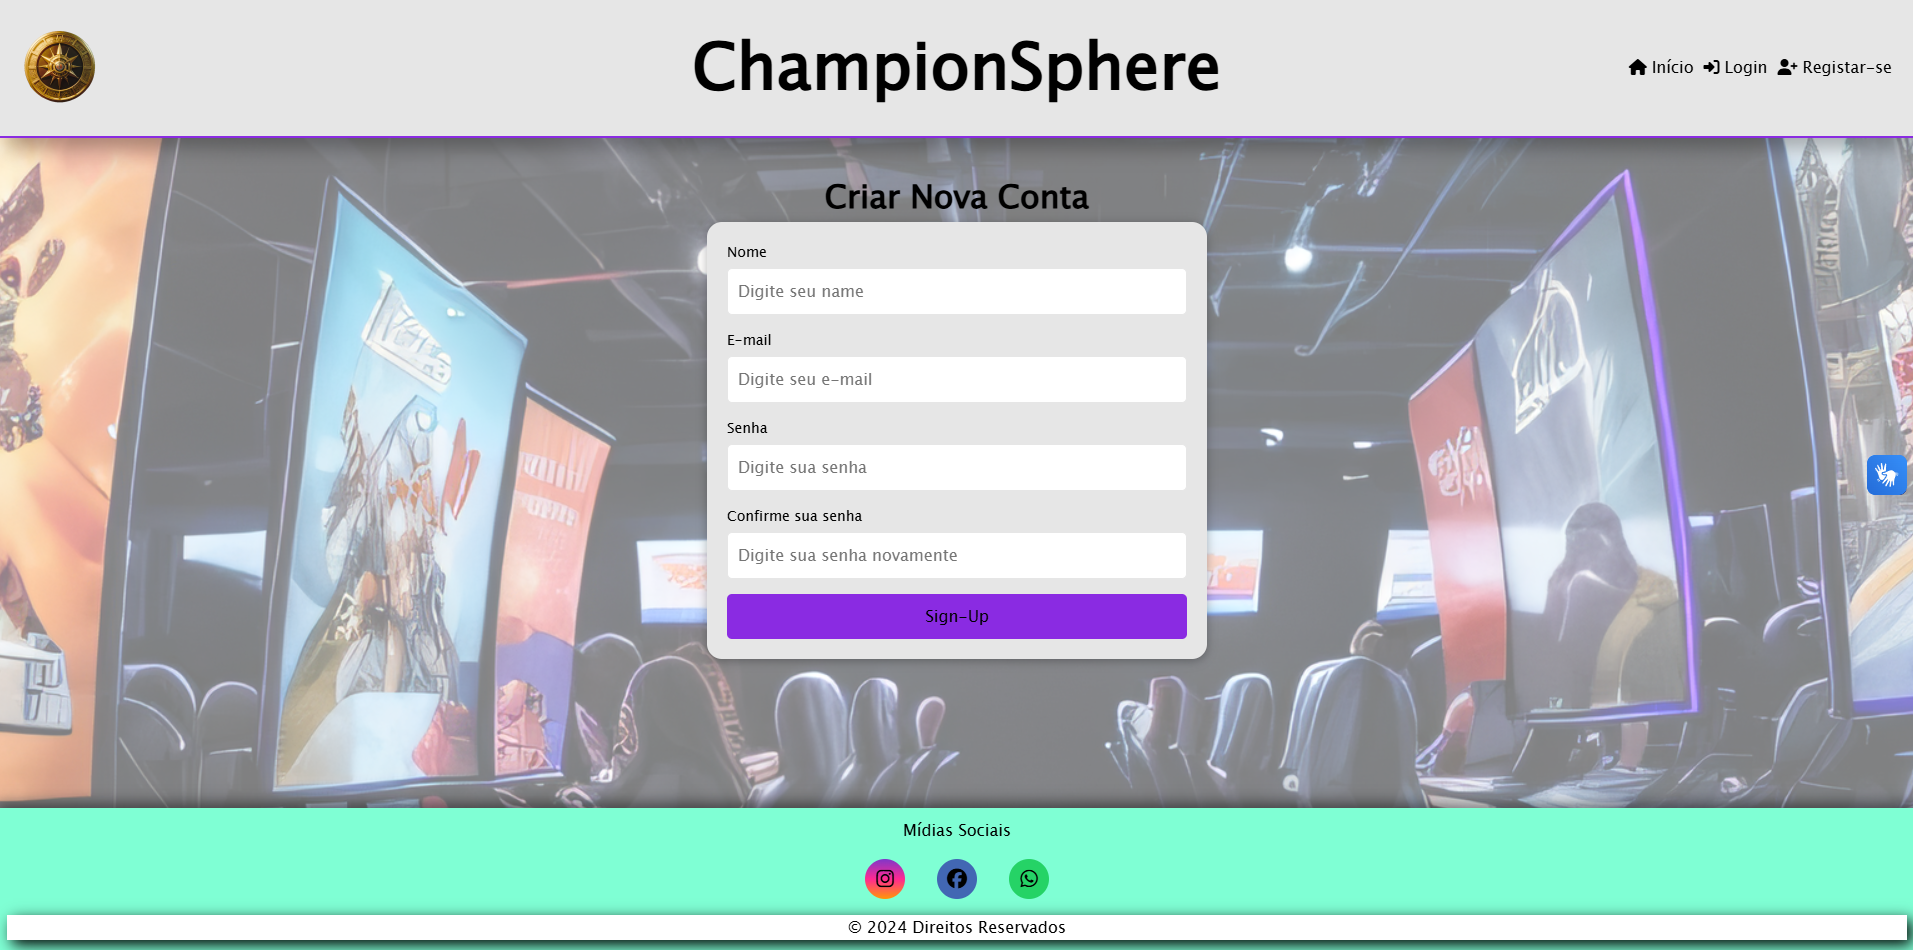 ChampionSphere
Início Login Registar-se
Criar Nova Conta
Nome
Digite seu name
E-mail
Digite seu e-mail
Senha
Digite sua senha
Confirme sua senha
Digite sua senha novamente
Sign-Up
Mídias Sociais
© 2024 Direitos Reservados